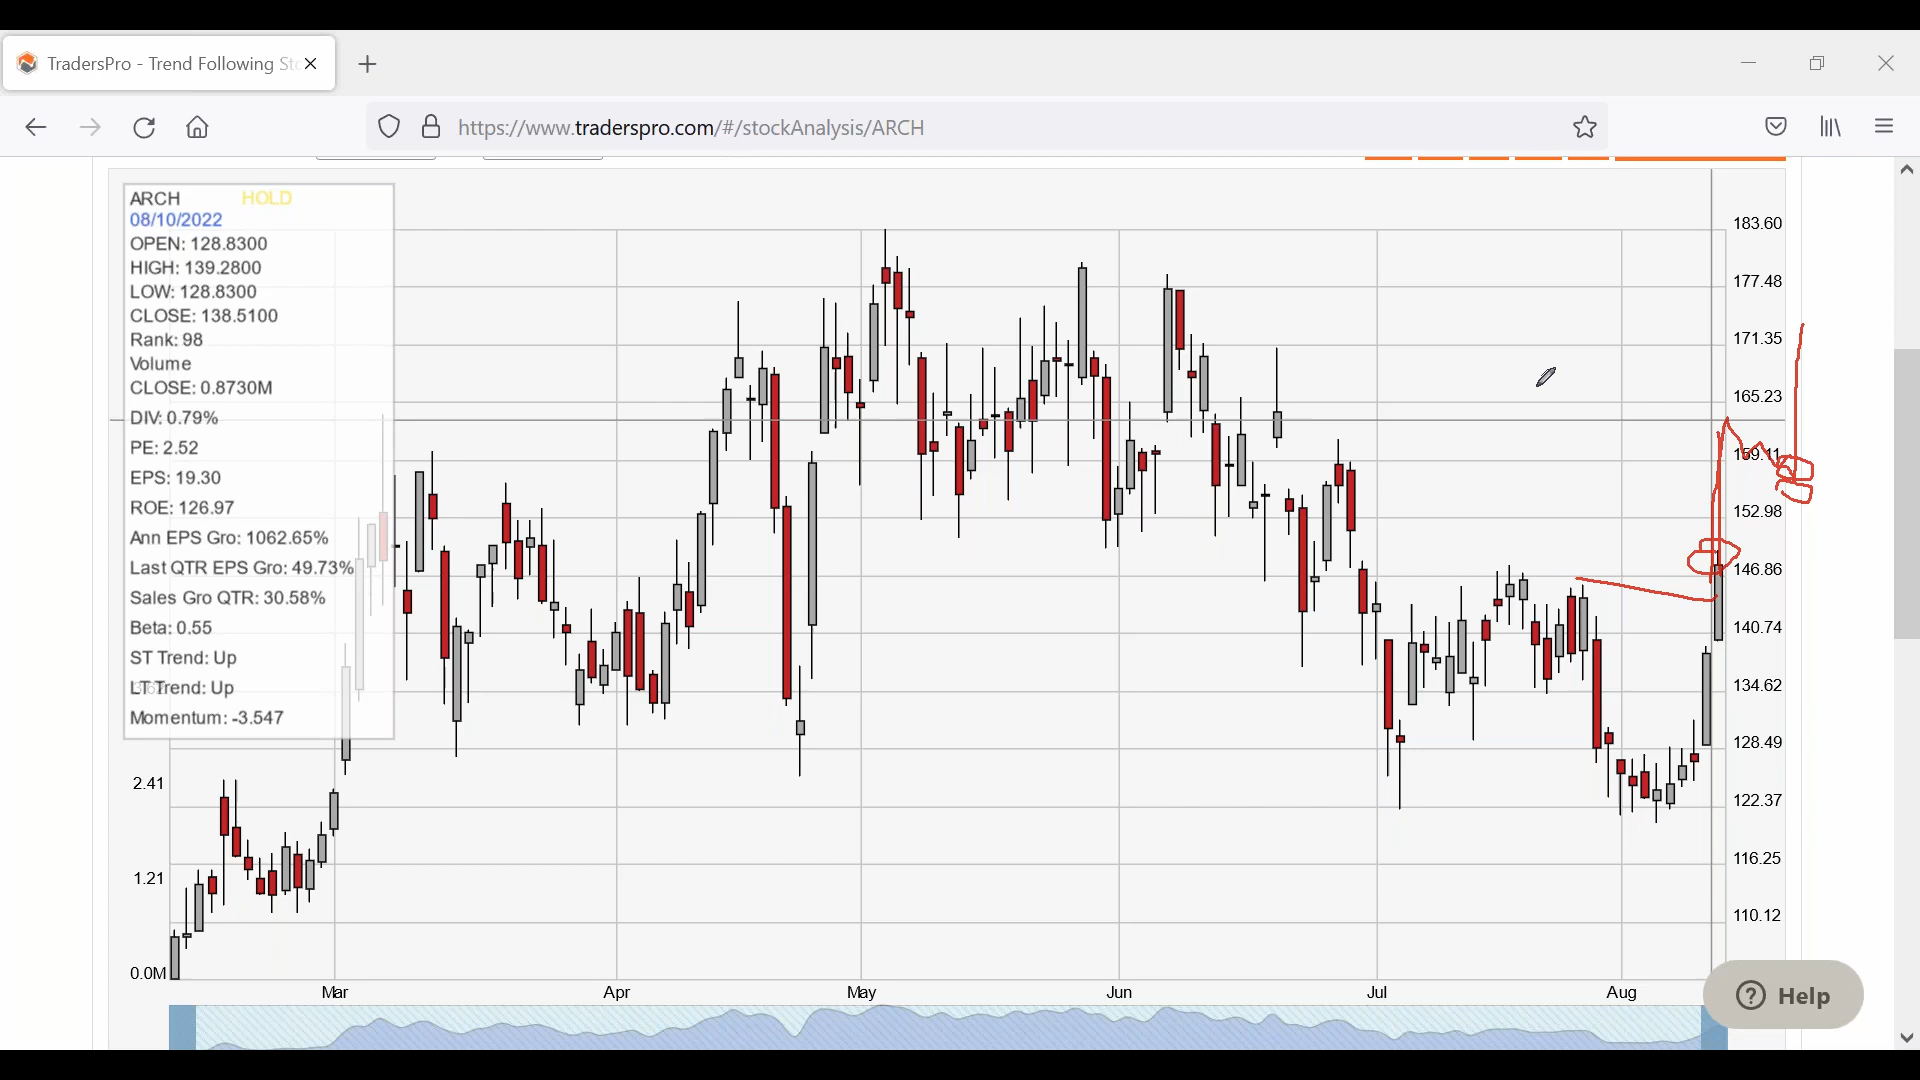 TradersPro - Trend Following Sto
https://www.traderspro.com/#/stockAnalysis/ARCH
ARCH HOLD
08/10/2022
OPEN: 128.8300
HIGH: 139.2800
LOW: 128.8300
CLOSE: 138.5100
Rank: 98
Volume
CLOSE: 0.8730M
DIV: 0.79%
PE: 2.52
EPS: 19.30
ROE: 126.97
Ann EPS Gro: 1062.65%
Last QTR EPS Gro: 49.73%
Sales Gro QTR: 30.58%
Beta: 0.55
ST Trend: Up
LT Trend: Up
Momentum: -3.547
2.41
1.21
0.0M
183.60
177.48
171.35
165.23
159.11
152.98
146.86
140.74
134.62
128.49
122.37
116.25
110.12
Mar Apr May Jun Jul Aug
Help